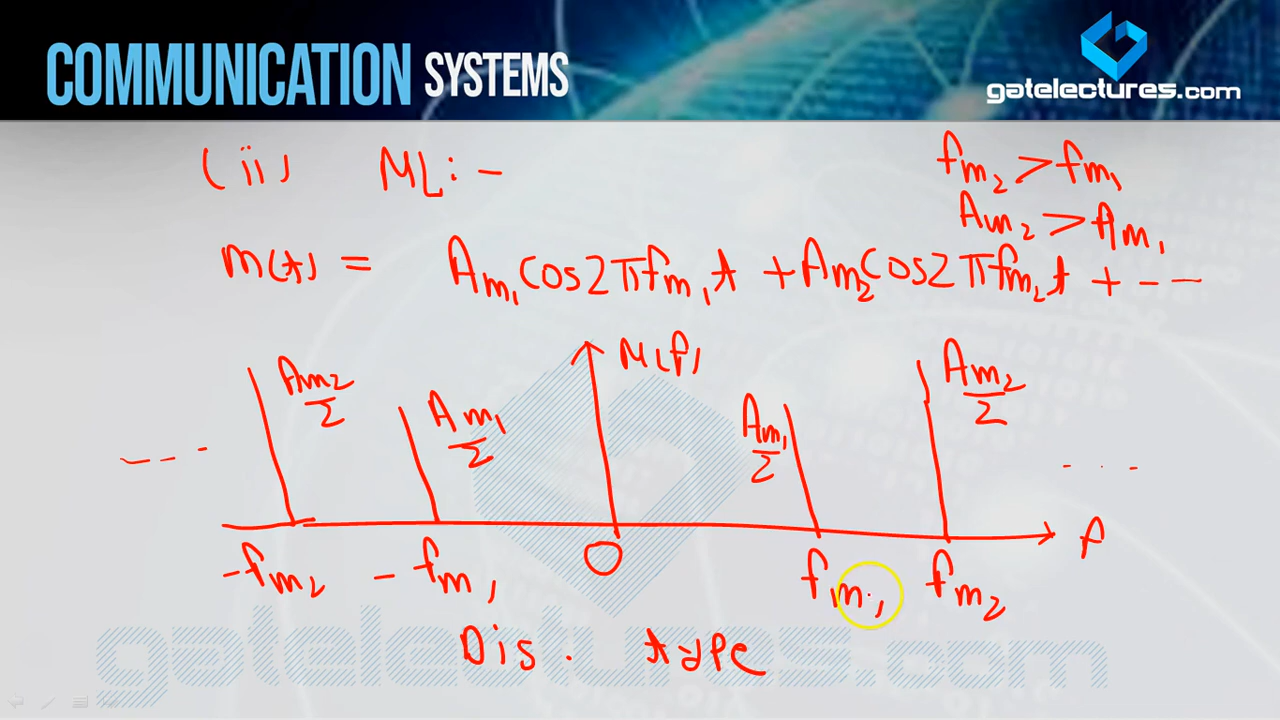 COMMUNICATION SYSTEMS
gatelectures.com
(ii) ML:-
fm2 > fm1
Am2 > Am1
m(t) = Am1 Cos2πfm1t + Am2 Cos2πfm2t + ---
Am2/2 Am1/2 M(f) Am1/2 Am2/2
--- ...
-fm2 -fm1 0 fm1 fm2 f
Dis. type
gatelectures.com